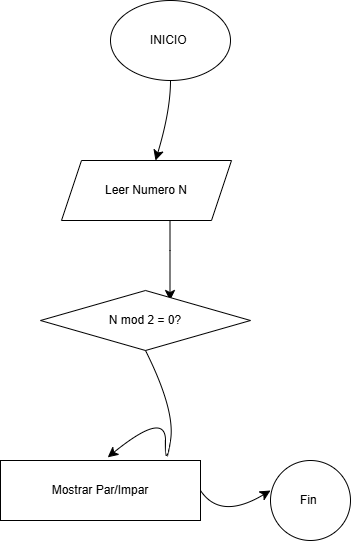 INICIO
Leer Numero N
N mod 2 = 0?
Mostrar Par/Impar
Fin